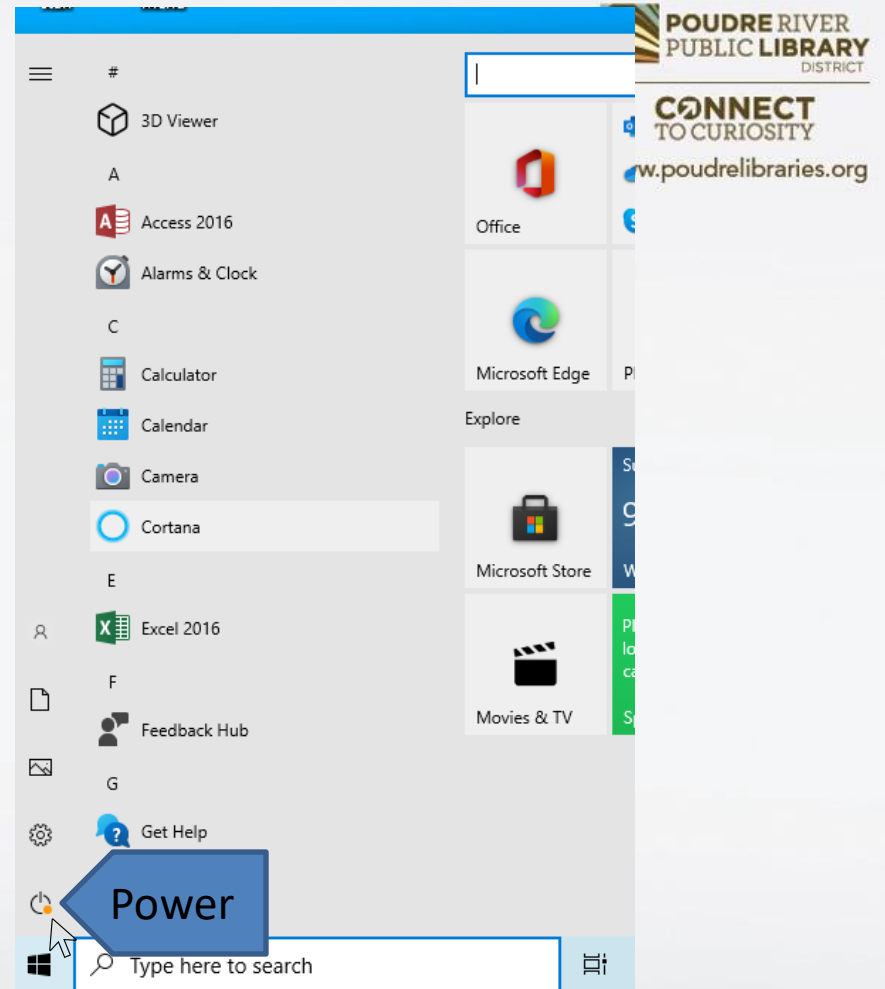 POUDRE RIVER
PUBLIC LIBRARY
DISTRICT
CONNECT
TO CURIOSITY
w.poudrelibraries.org
#
3D Viewer
A
Access 2016
Alarms & Clock
C
Calculator
Calendar
Camera
Cortana
E
Excel 2016
F
Feedback Hub
G
Get Help
Office
Microsoft Edge
Explore
Microsoft Store
Movies & TV
Power
Type here to search